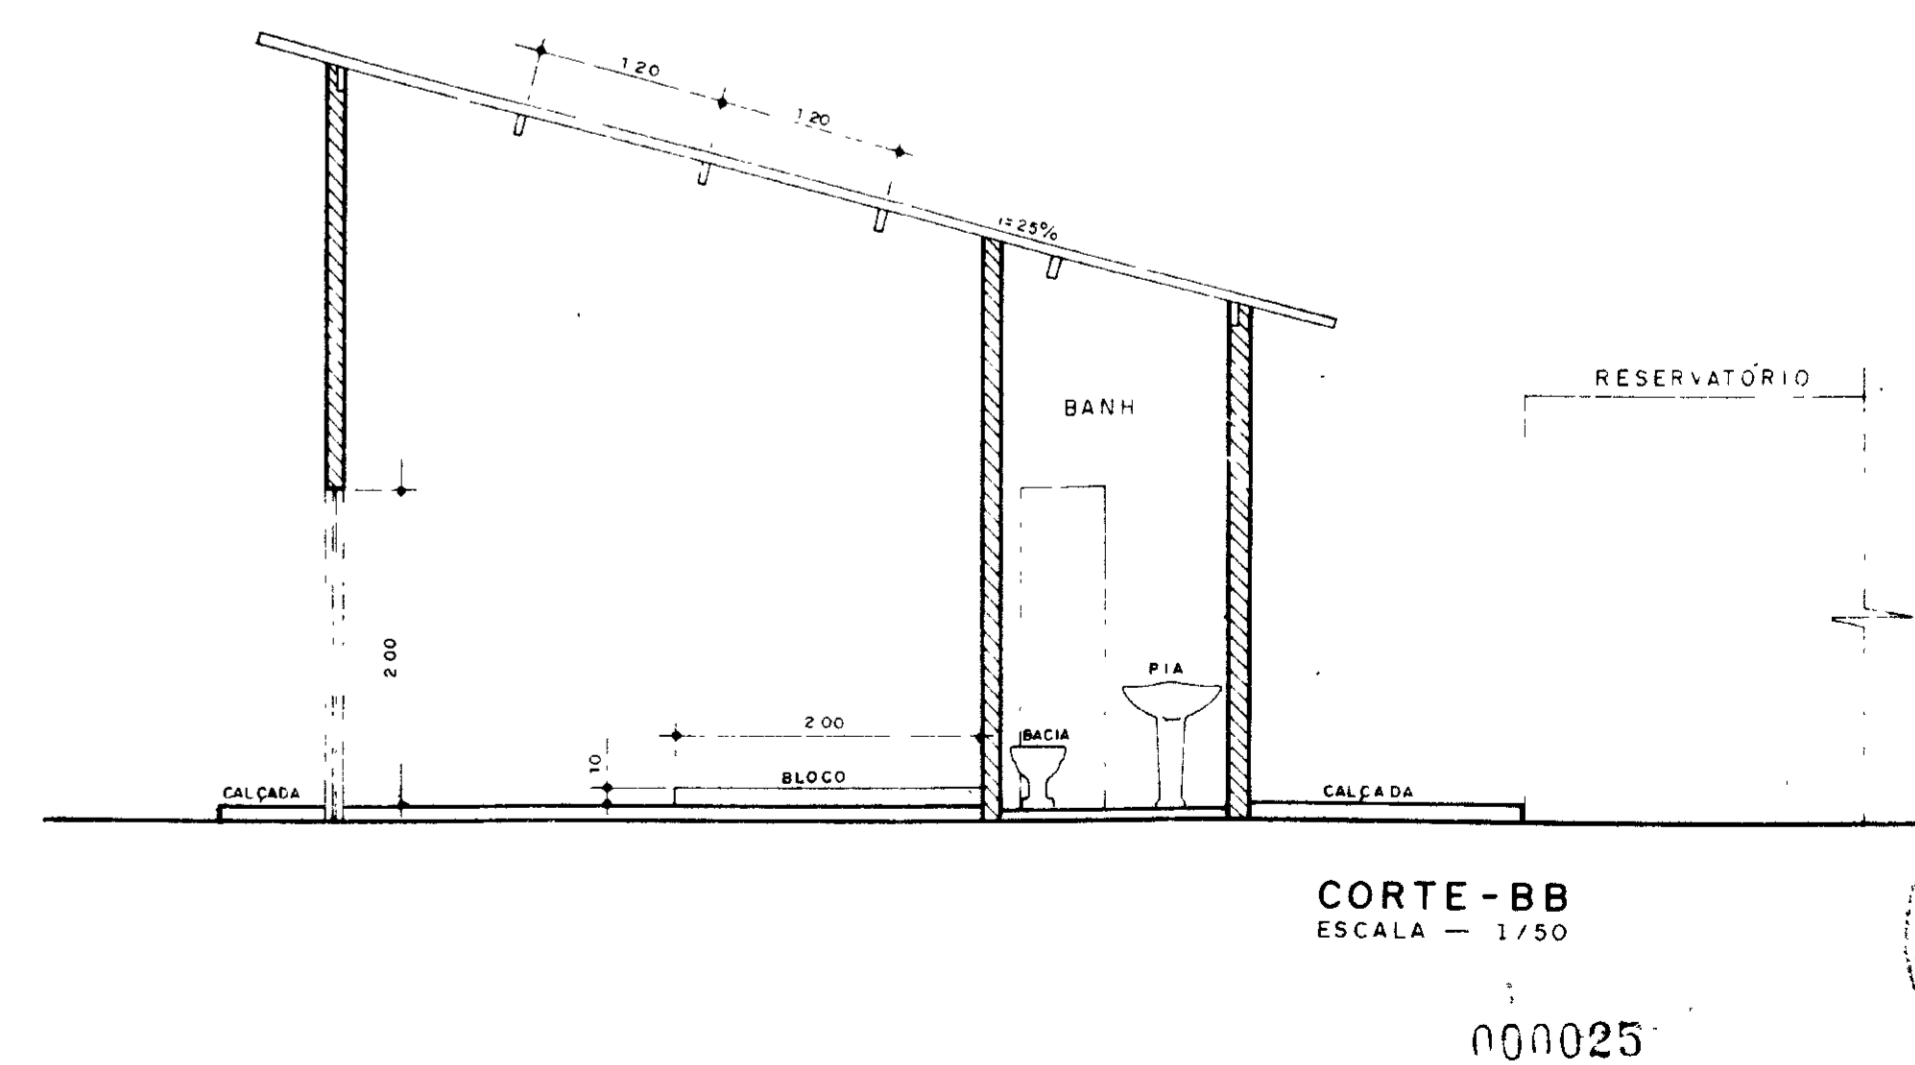 1 20
1 20
i=25%
RESERVATÓRIO
BANH
2 00
PIA
2 00
BACIA
10
BLOCO
CALÇADA
CALÇADA
CORTE-BB
ESCALA — 1/50
000025